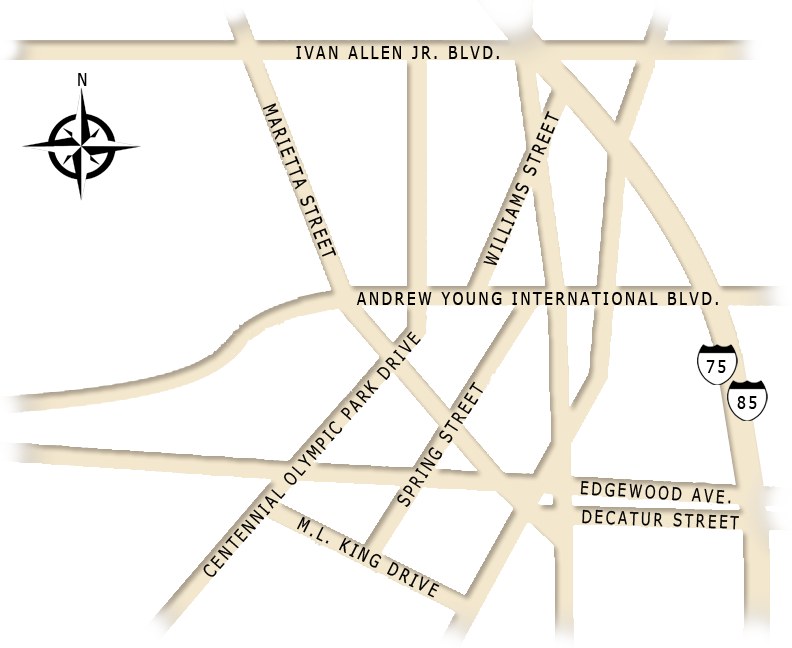 IVAN ALLEN JR. BLVD.
N
MARIETTA STREET
WILLIAMS STREET
ANDREW YOUNG INTERNATIONAL BLVD.
CENTENNIAL OLYMPIC PARK DRIVE
75
85
SPRING STREET
EDGEWOOD AVE.
DECATUR STREET
M.L. KING DRIVE